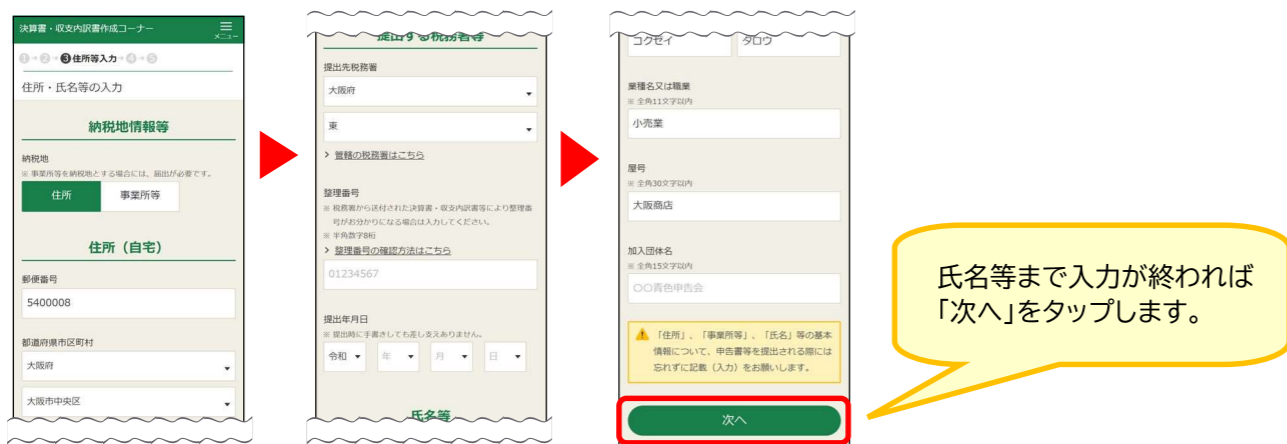 決算書・収支内訳書作成コーナー
メニュー
①→②→❸住所等入力→④→⑤
住所・氏名等の入力
納税地情報等
納税地
※ 事業所等を納税地とする場合には、届出が必要です。
住所 事業所等
住所（自宅）
郵便番号
5400008
都道府県市区町村
大阪府
大阪市中央区
提出する税務署等
提出先税務署
大阪府
東
> 管轄の税務署はこちら
整理番号
※ 税務署から送付された決算書・収支内訳書等により整理番
号がお分かりになる場合は入力してください。
※ 半角数字8桁
> 整理番号の確認方法はこちら
01234567
提出年月日
※ 提出時に手書きしても差し支えありません。
令和 年 月 日
氏名等
コクゼイ タロウ
業種名又は職業
※ 全角11文字以内
小売業
屋号
※ 全角30文字以内
大阪商店
加入団体名
※ 全角15文字以内
〇〇青色申告会
「住所」、「事業所等」、「氏名」等の基本
情報について、申告書等を提出される際には
忘れずに記載（入力）をお願いします。
次へ
氏名等まで入力が終われば
「次へ」をタップします。